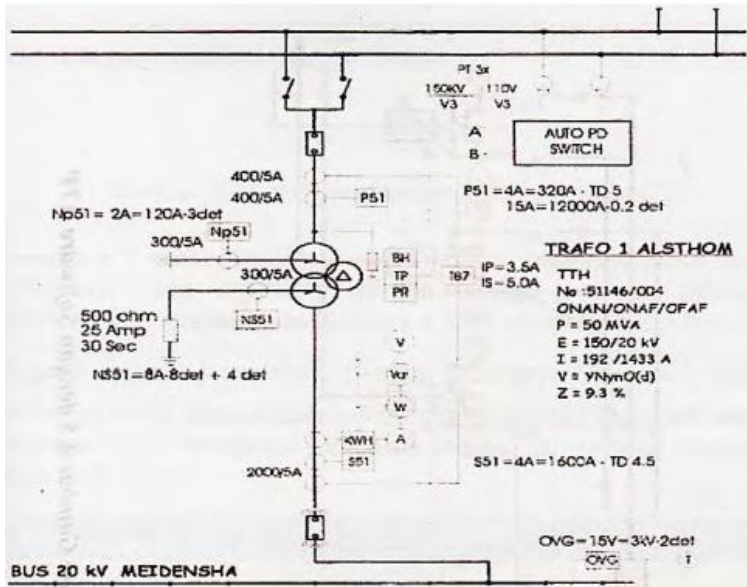 PT 3x
150KV 110V
V3 V3
A
B
AUTO PD
SWITCH
400/5A
400/5A
P51
P51=4A=320A - TD 5
15A=12000A-0.2 det
Np51= 2A=120A-3det
Np51
300/5A
300/5A
BH
TP
PR
T87
IP=3.5A
IS=5.0A
TRAFO 1 ALSTHOM
TTH
No :51146/004
ONAN/ONAF/OFAF
P = 50 MVA
E = 150/20 kV
I = 192/1433 A
V = YNyn0(d)
Z = 9.3 %
500 ohm
25 Amp
30 Sec
NS51
NS51=8A-8det + 4 det
V
Var
W
KWH
A
S51
2000/5A
S51=4A=1600A - TD 4.5
OVG=15V=3kV-2det
OVG
T
BUS 20 kV MEIDENSHA